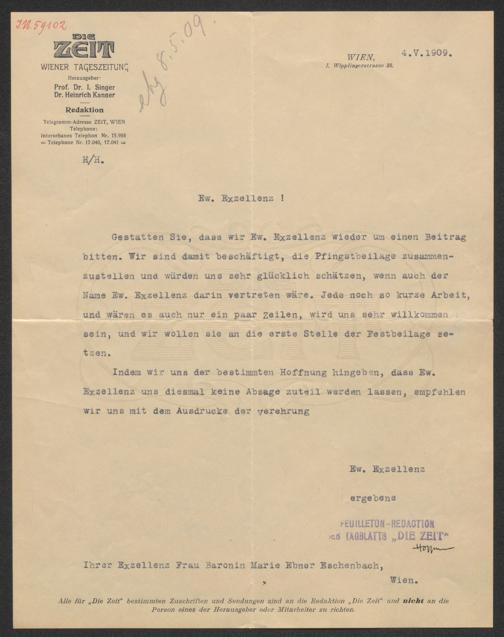 IN 59102
DIE
ZEIT
WIENER TAGESZEITUNG
Herausgeber:
Prof. Dr. I. Singer
Dr. Heinrich Kanner
Redaktion
Telegramm-Adresse ZEIT, WIEN
Telephone:
Interurbanes Telephon Nr. 15.988
Telephone Nr. 17.040, 17.041
8.5.09.
WIEN, 4.V.1909.
I. Wipplingerstrasse 38.
H/H.
Ew. Exzellenz !
Gestatten Sie, dass wir Ew. Exzellenz wieder um einen Beitrag
bitten. Wir sind damit beschäftigt, die Pfingstbeilage zusammen-
zustellen und würden uns sehr glücklich schätzen, wenn auch der
Name Ew. Exzellenz darin vertreten wäre. Jede noch so kurze Arbeit,
und wären es auch nur ein paar Zeilen, wird uns sehr willkommen
sein, und wir wollen sie an die erste Stelle der Festbeilage se-
tzen.
Indem wir uns der bestimmten Hoffnung hingeben, dass Ew.
Exzellenz uns diesmal keine Absage zuteil werden lassen, empfehlen
wir uns mit dem Ausdrucke der verehrung
Ew. Exzellenz
ergebene
FEUILLETON-REDACTION
des TAGBLATTS „DIE ZEIT"
Ihrer Exzellenz Frau Baronin Marie Ebner Eschenbach,
Wien.
Alle für „Die Zeit" bestimmten Zuschriften und Sendungen sind an die Redaktion „Die Zeit" und nicht an die
Person eines der Herausgeber oder Mitarbeiter zu richten.